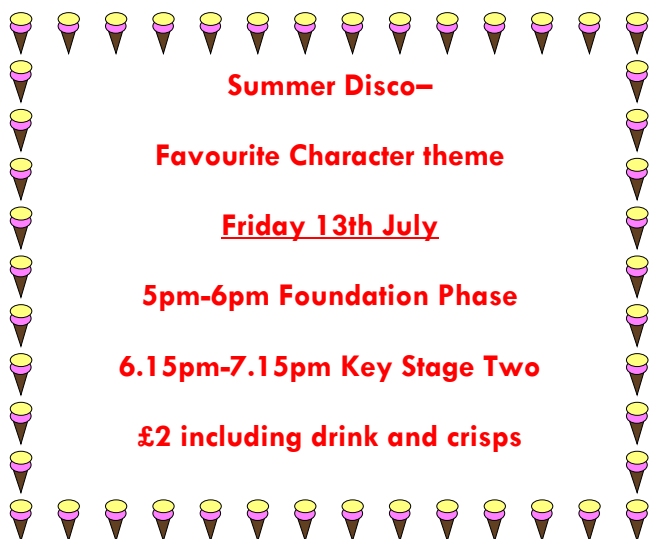 Summer Disco–
Favourite Character theme
Friday 13th July
5pm-6pm Foundation Phase
6.15pm-7.15pm Key Stage Two
£2 including drink and crisps